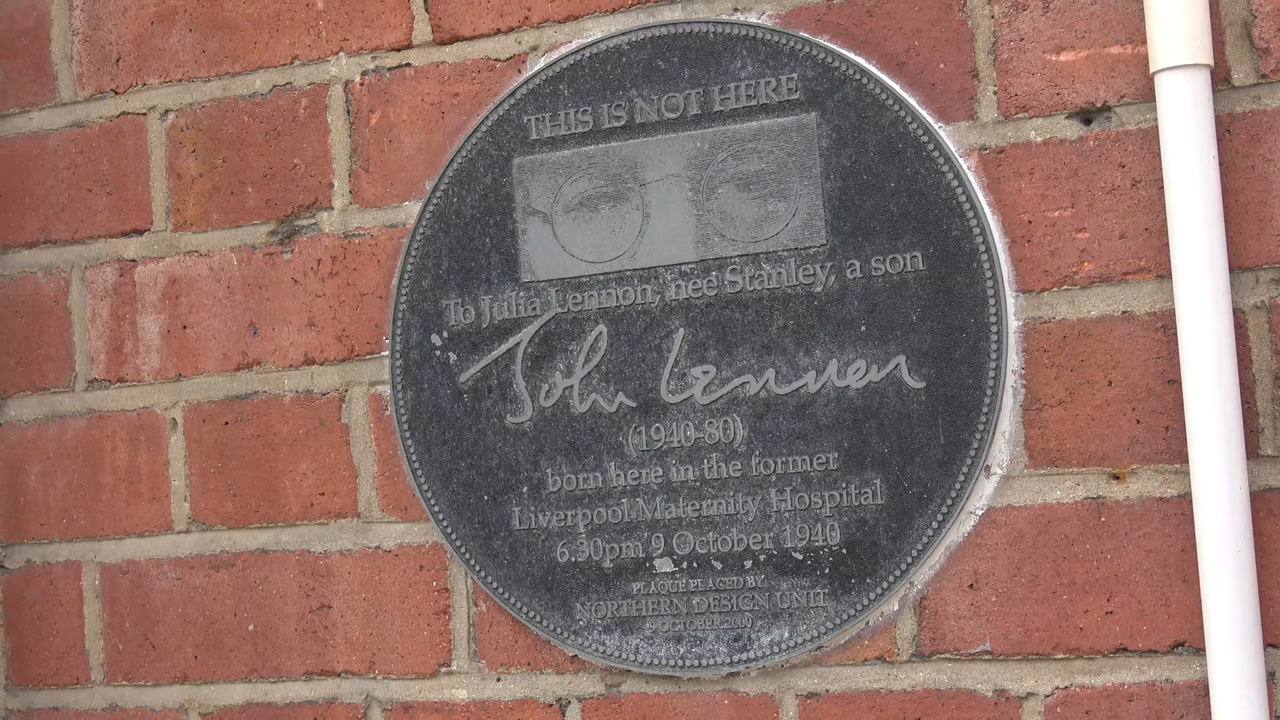 THIS IS NOT HERE
To Julia Lennon, nee Stanley, a son
John Lennon
(1940-80)
born here in the former
Liverpool Maternity Hospital
6.30pm 9 October 1940
PLAQUE PLACED BY
NORTHERN DESIGN UNIT
9 OCTOBER 2000